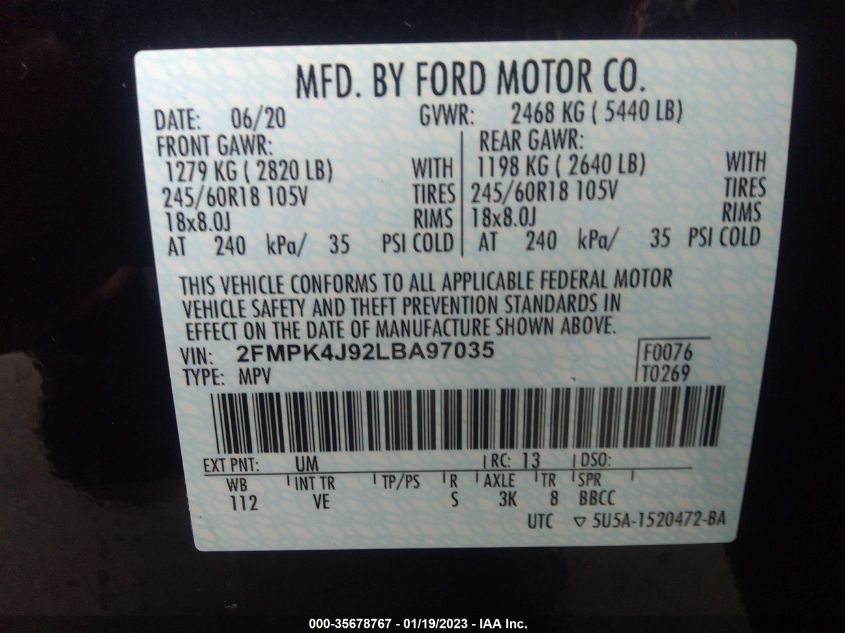 MFD. BY FORD MOTOR CO.
DATE: 06/20 GVWR: 2468 KG ( 5440 LB)
FRONT GAWR: REAR GAWR:
1279 KG ( 2820 LB) WITH 1198 KG ( 2640 LB) WITH
245/60R18 105V TIRES 245/60R18 105V TIRES
18x8.0J RIMS 18x8.0J RIMS
AT 240 kPa/ 35 PSI COLD AT 240 kPa/ 35 PSI COLD
THIS VEHICLE CONFORMS TO ALL APPLICABLE FEDERAL MOTOR
VEHICLE SAFETY AND THEFT PREVENTION STANDARDS IN
EFFECT ON THE DATE OF MANUFACTURE SHOWN ABOVE.
VIN: 2FMPK4J92LBA97035 F0076
TYPE: MPV T0269
EXT PNT: UM RC: 13 DSO:
WB INT TR TP/PS R AXLE TR SPR
112 VE S 3K 8 BBCC
UTC ▽ 5U5A-1520472-BA
000-35678767 - 01/19/2023 - IAA Inc.